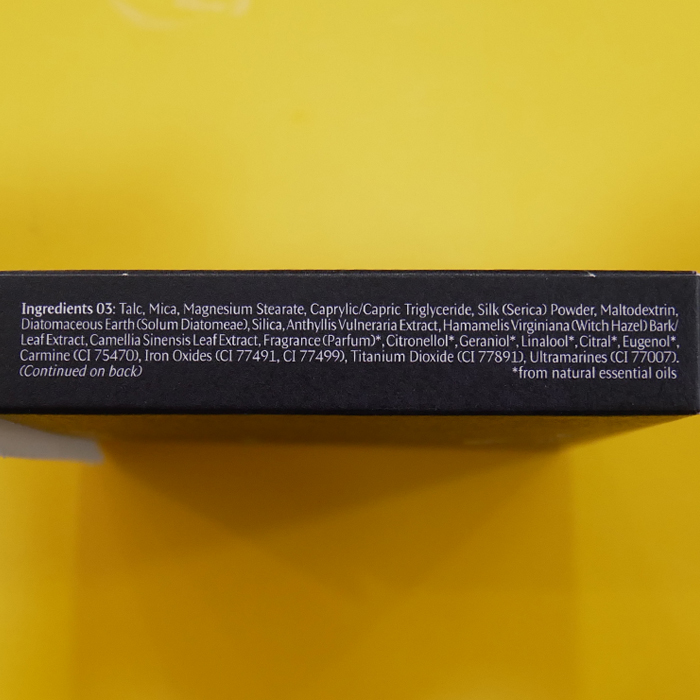 Ingredients 03: Talc, Mica, Magnesium Stearate, Caprylic/Capric Triglyceride, Silk (Serica) Powder, Maltodextrin,
Diatomaceous Earth (Solum Diatomeae), Silica, Anthyllis Vulneraria Extract, Hamamelis Virginiana (Witch Hazel) Bark/
Leaf Extract, Camellia Sinensis Leaf Extract, Fragrance (Parfum)*, Citronellol*, Geraniol*, Linalool*, Citral*, Eugenol*,
Carmine (CI 75470), Iron Oxides (CI 77491, CI 77499), Titanium Dioxide (CI 77891), Ultramarines (CI 77007).
(Continued on back) *from natural essential oils